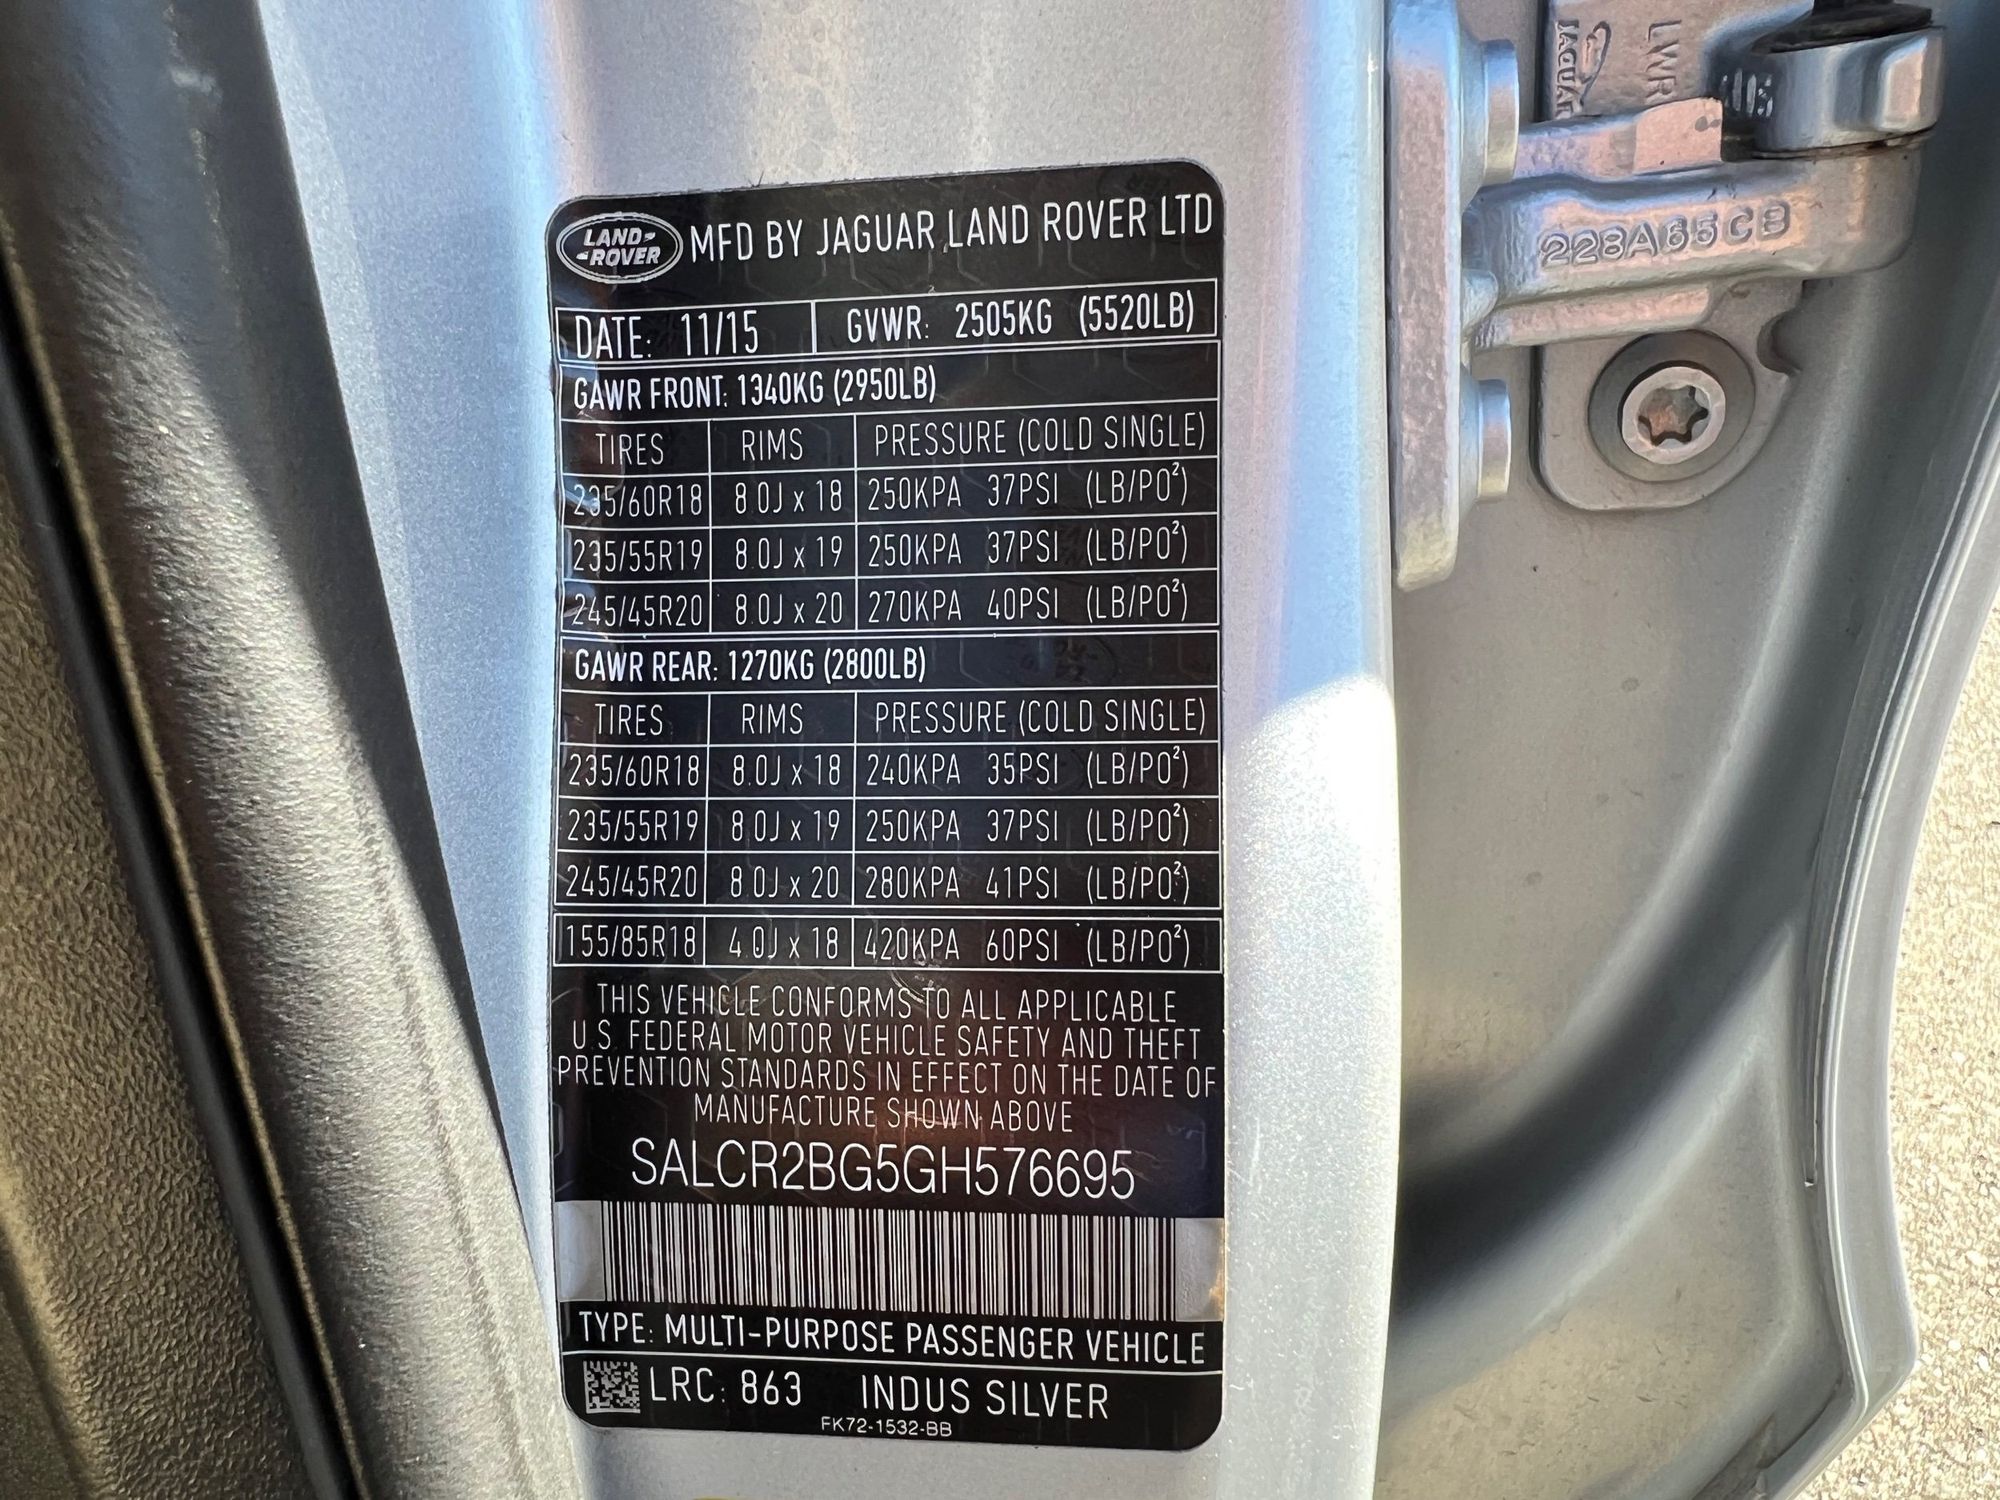 LAND-
-ROVER
MFD BY JAGUAR LAND ROVER LTD
DATE: 11/15 GVWR: 2505KG (5520LB)
GAWR FRONT: 1340KG (2950LB)
TIRES RIMS PRESSURE (COLD SINGLE)
235/60R18 8.0J x 18 250KPA 37PSI (LB/PO²)
235/55R19 8.0J x 19 250KPA 37PSI (LB/PO²)
245/45R20 8.0J x 20 270KPA 40PSI (LB/PO²)
GAWR REAR: 1270KG (2800LB)
TIRES RIMS PRESSURE (COLD SINGLE)
235/60R18 8.0J x 18 240KPA 35PSI (LB/PO²)
235/55R19 8.0J x 19 250KPA 37PSI (LB/PO²)
245/45R20 8.0J x 20 280KPA 41PSI (LB/PO²)
155/85R18 4.0J x 18 420KPA 60PSI (LB/PO²)
THIS VEHICLE CONFORMS TO ALL APPLICABLE
U.S. FEDERAL MOTOR VEHICLE SAFETY AND THEFT
PREVENTION STANDARDS IN EFFECT ON THE DATE OF
MANUFACTURE SHOWN ABOVE
SALCR2BG5GH576695
TYPE: MULTI-PURPOSE PASSENGER VEHICLE
LRC: 863 INDUS SILVER
FK72-1532-BB
JAGUAR
LWR
228A65CB